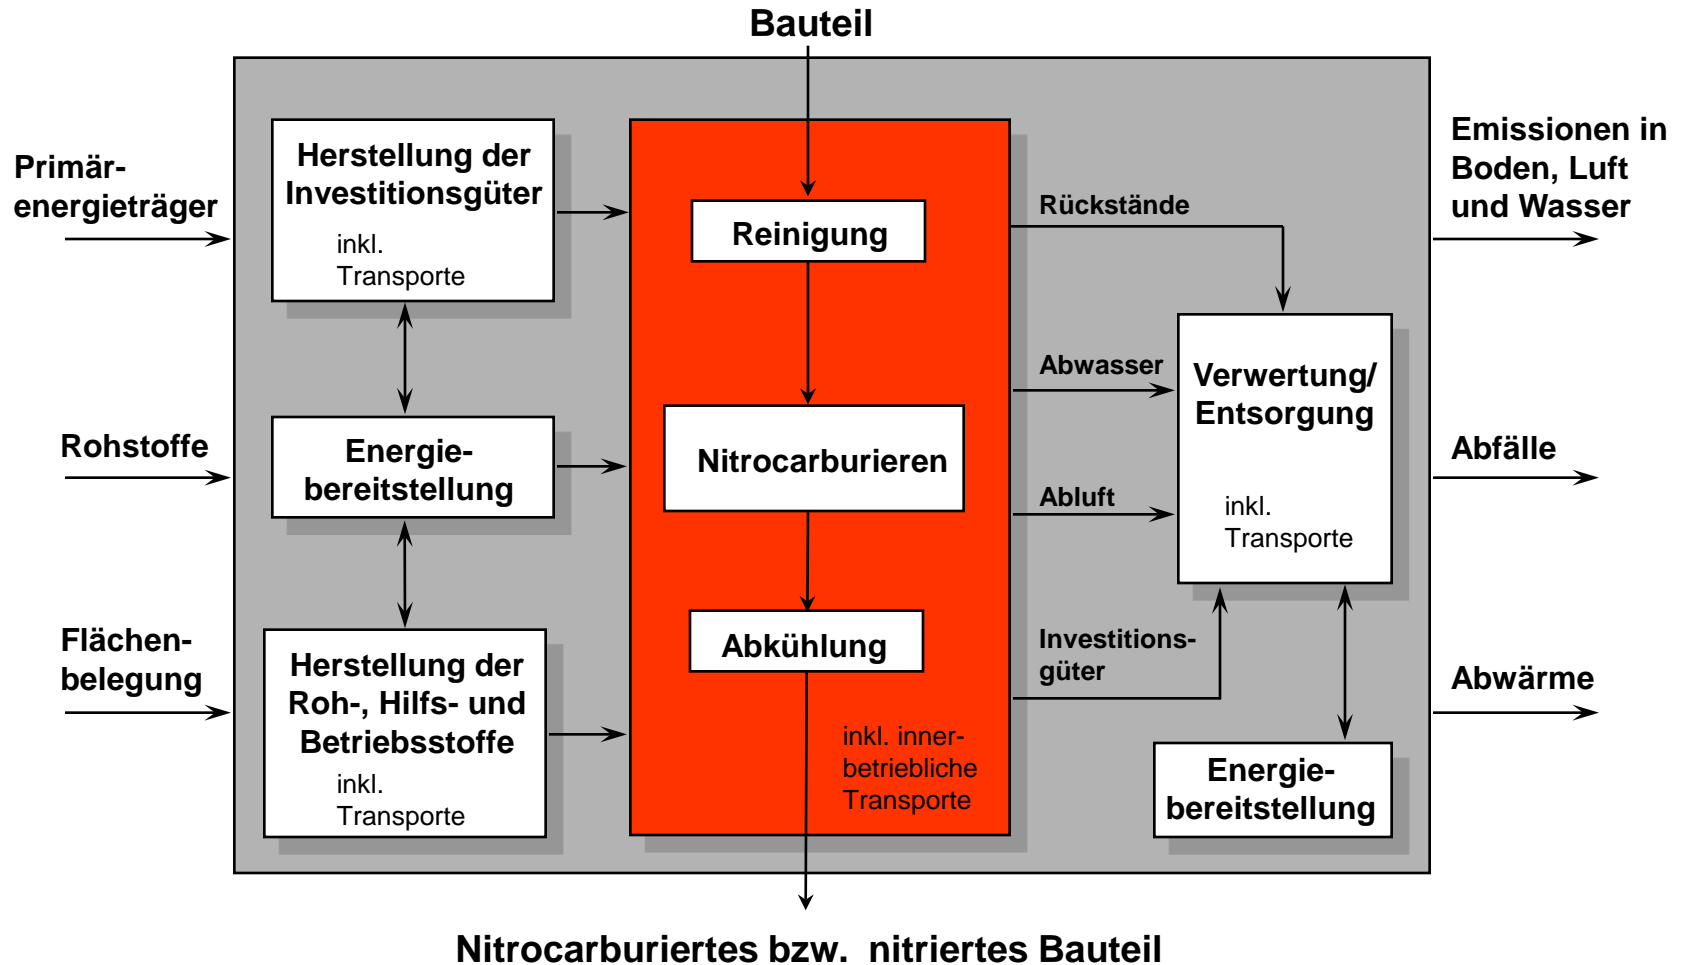 Bauteil
Primär-
energieträger
Rohstoffe
Flächen-
belegung
Herstellung der
Investitionsgüter
inkl.
Transporte
Energie-
bereitstellung
Herstellung der
Roh-, Hilfs- und
Betriebsstoffe
inkl.
Transporte
Reinigung
Nitrocarburieren
Abkühlung
inkl. inner-
betriebliche
Transporte
Rückstände
Abwasser
Abluft
Investitions-
güter
Verwertung/
Entsorgung
inkl.
Transporte
Energie-
bereitstellung
Emissionen in
Boden, Luft
und Wasser
Abfälle
Abwärme
Nitrocarburiertes bzw. nitriertes Bauteil